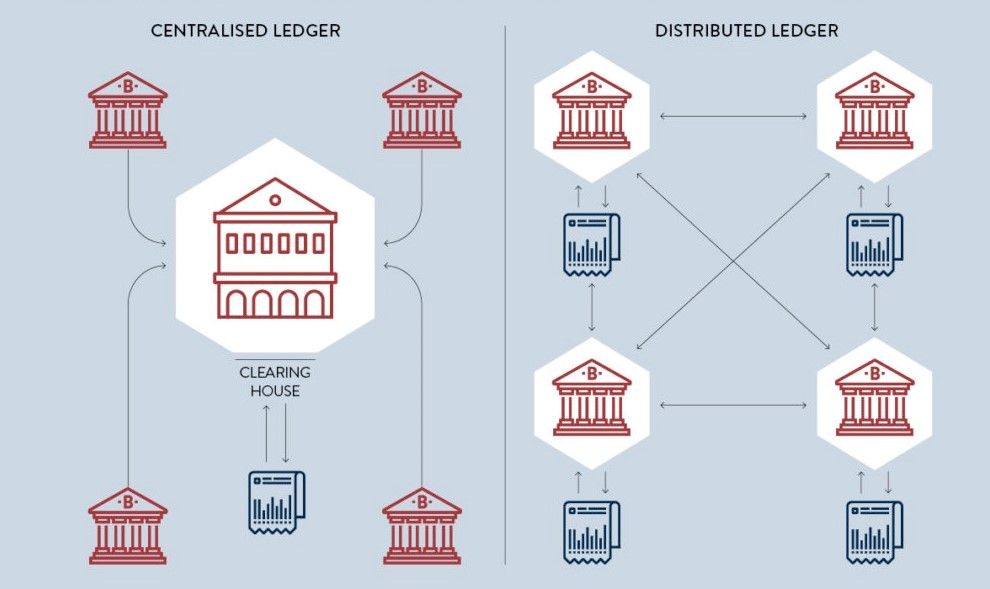 CENTRALISED LEDGER
DISTRIBUTED LEDGER
·B·
·B·
·B·
·B·
CLEARING
HOUSE
·B·
·B·
·B·
·B·